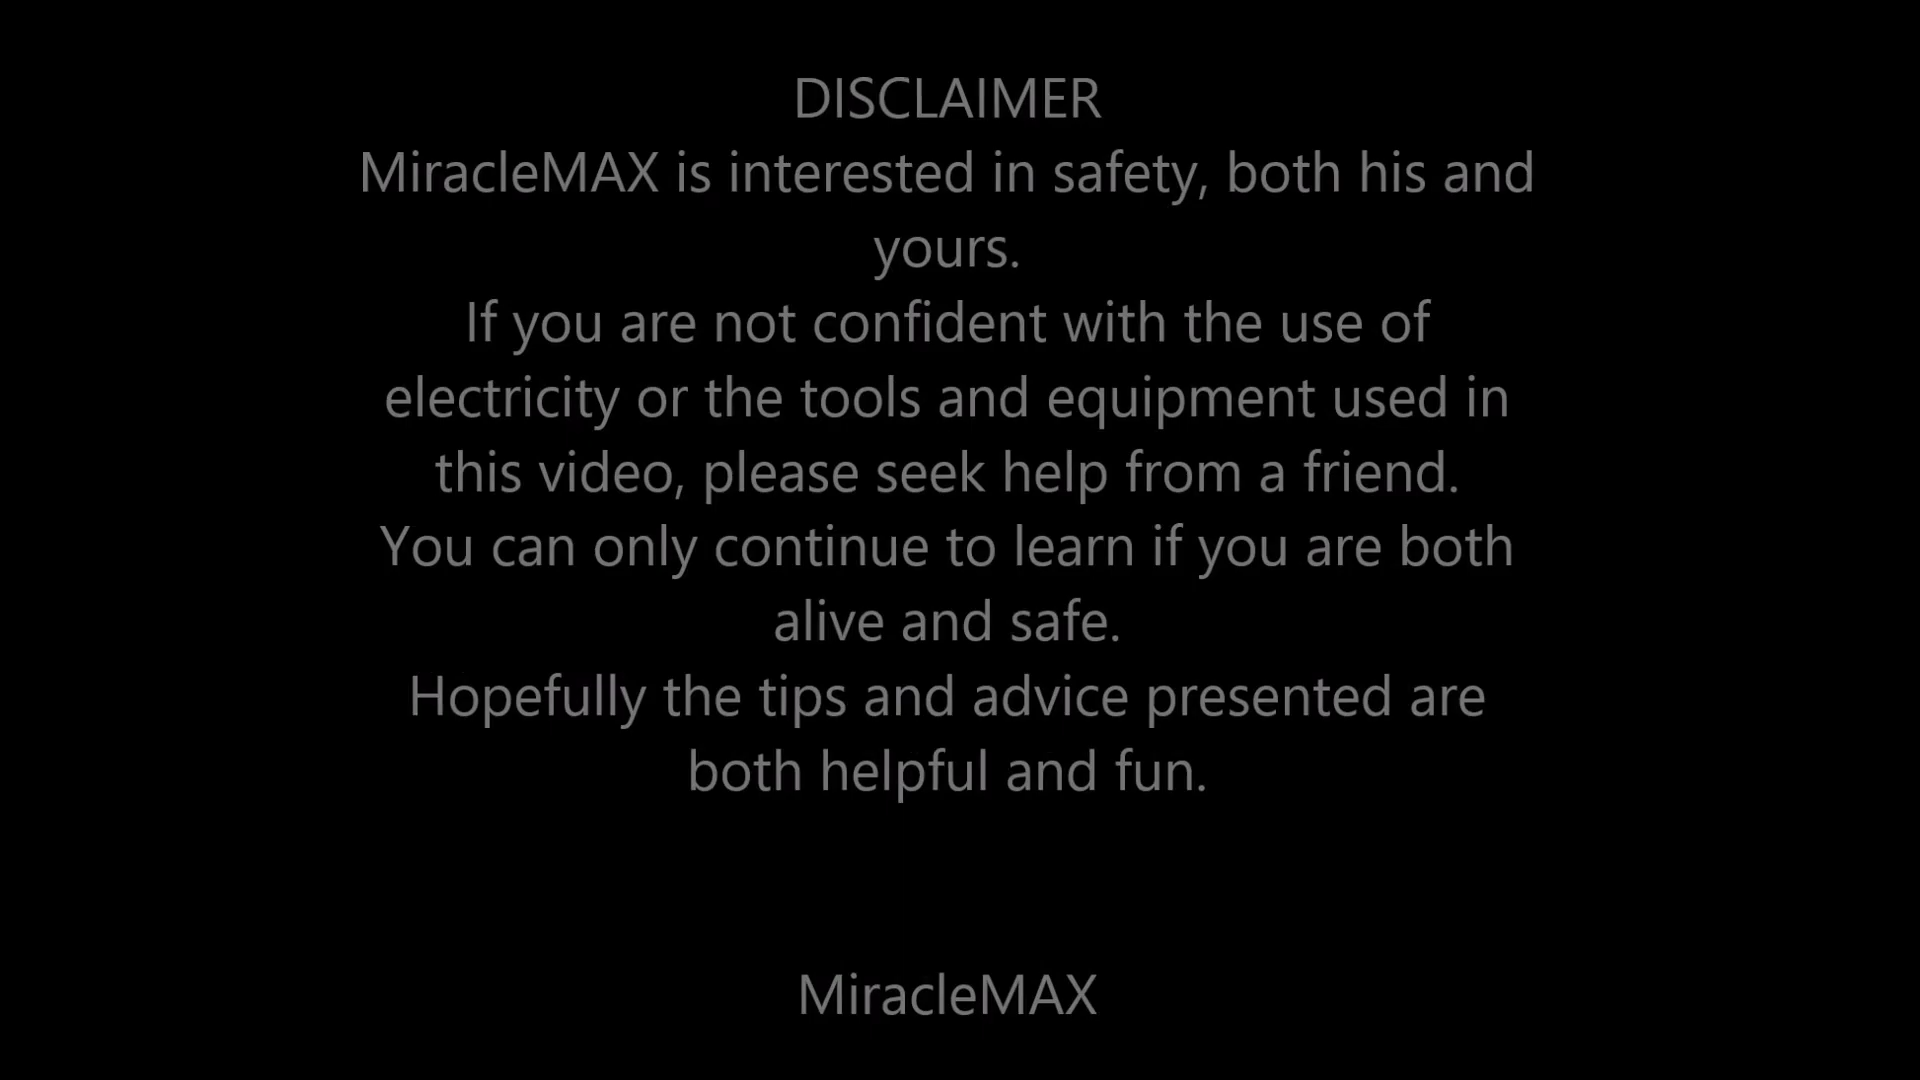 DISCLAIMER
MiracleMAX is interested in safety, both his and
yours.
If you are not confident with the use of
electricity or the tools and equipment used in
this video, please seek help from a friend.
You can only continue to learn if you are both
alive and safe.
Hopefully the tips and advice presented are
both helpful and fun.
MiracleMAX